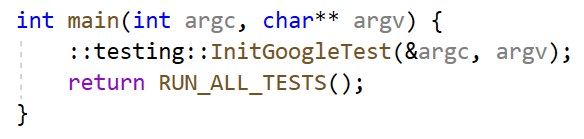 int main(int argc, char** argv) {
    ::testing::InitGoogleTest(&argc, argv);
    return RUN_ALL_TESTS();
}